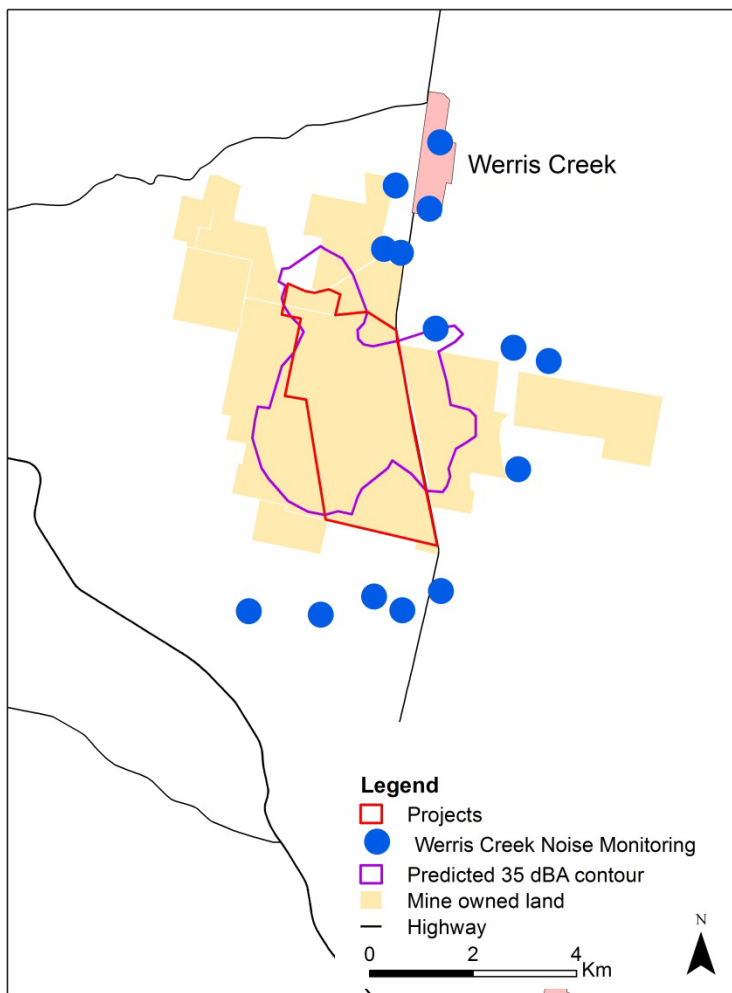 Werris Creek
Legend
Projects
Werris Creek Noise Monitoring
Predicted 35 dBA contour
Mine owned land
Highway
N
0 2 4
Km